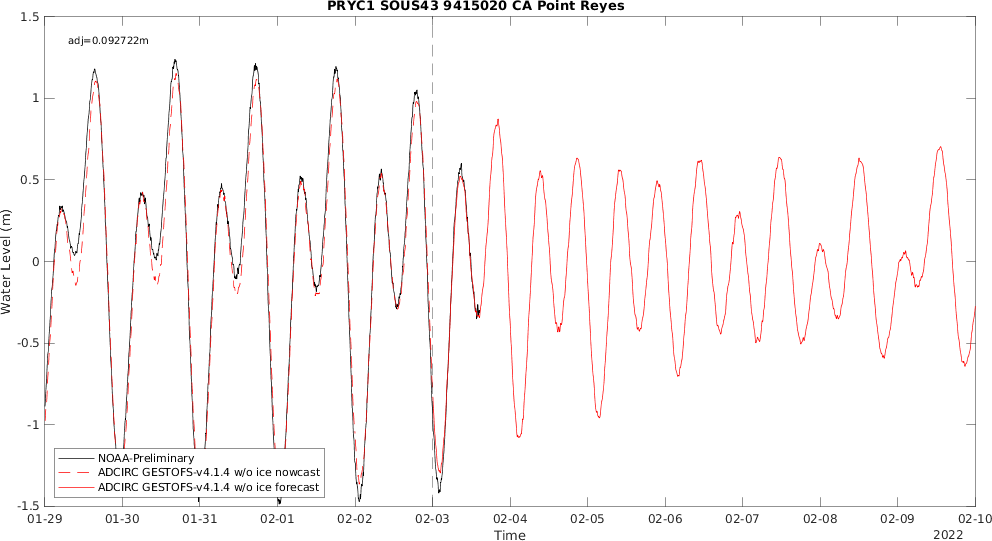 PRYC1 SOUS43 9415020 CA Point Reyes
adj=0.092722m
1.5
1
0.5
0
-0.5
-1
-1.5
Water Level (m)
NOAA-Preliminary
ADCIRC GESTOFS-v4.1.4 w/o ice nowcast
ADCIRC GESTOFS-v4.1.4 w/o ice forecast
01-29 01-30 01-31 02-01 02-02 02-03 02-04 02-05 02-06 02-07 02-08 02-09 02-10
Time
2022